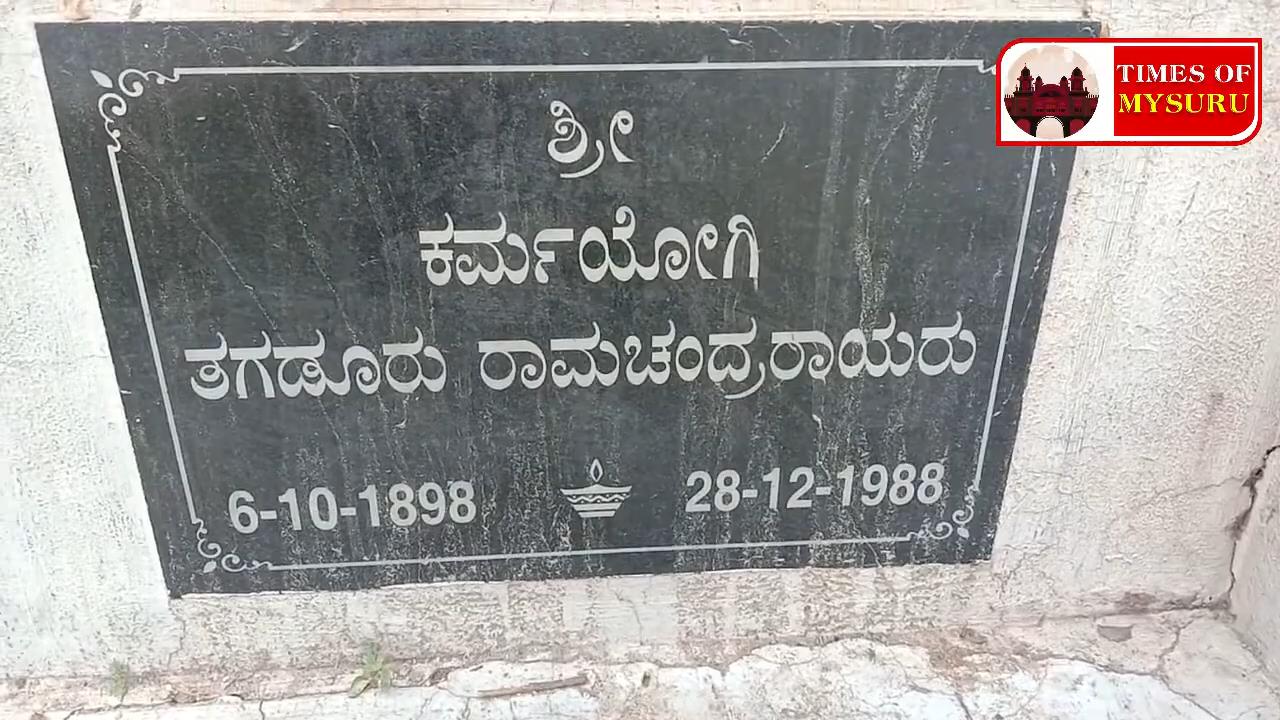 ಶ್ರೀ
ಕರ್ಮಯೋಗಿ
ತಗಡೂರು ರಾಮಚಂದ್ರರಾಯರು
6-10-1898 28-12-1988
TIMES OF
MYSURU